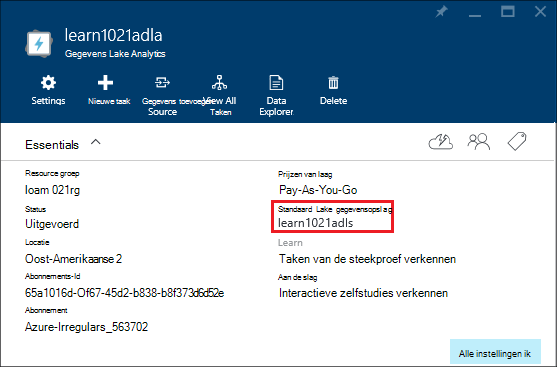 learn1021adla
Gegevens Lake Analytics
Settings
Nieuwe taak
Gegevens toevoegen
Source
View All
Taken
Data
Explorer
Delete
Essentials
Resource groep
loam 021rg
Status
Uitgevoerd
Locatie
Oost-Amerikaanse 2
Abonnements-Id
65a1016d-Of67-45d2-b838-b8f373d6d52e
Abonnement
Azure-Irregulars_563702
Prijzen van laag
Pay-As-You-Go
Standaard Lake gegevensopslag
learn1021adls
Learn
Taken van de steekproef verkennen
Aan de slag
Interactieve zelfstudies verkennen
Alle instellingen ik